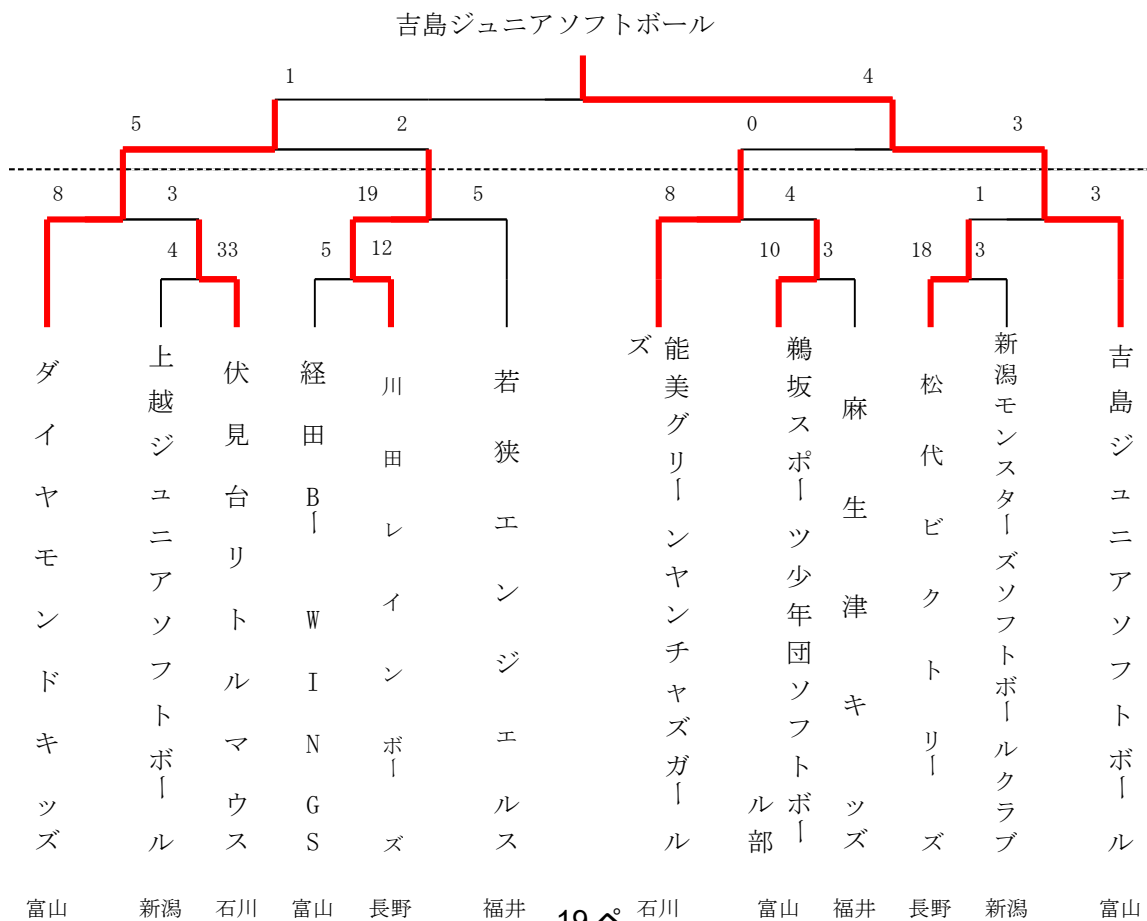 吉島ジュニアソフトボール
1 4
5 2 0 3
8 3 19 5 8 4 1 3
4 33 5 12 10 3 18 3
ダイヤモンドキッズ
上越ジュニアソフトボール
伏見台リトルマウス
経田Bー WINGS
川田レインボーズ
若狭エンジェルス
能美グリーンヤンチャズガール
ズ
鵜坂スポーツ少年団ソフトボー
ル部
麻生津キッズ
松代ビクトリーズ
新潟モンスターズソフトボールクラブ
吉島ジュニアソフトボール
富山 新潟 石川 富山 長野 福井 石川 富山 福井 長野 新潟 富山
19 ペ